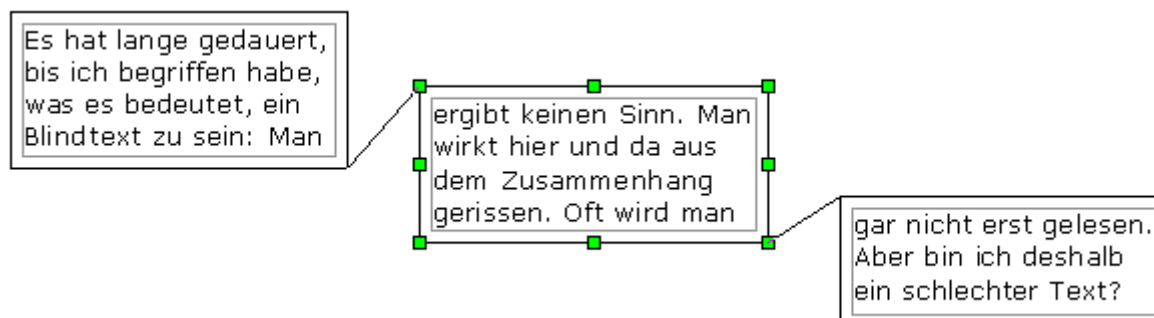 Es hat lange gedauert,
bis ich begriffen habe,
was es bedeutet, ein
Blindtext zu sein: Man
ergibt keinen Sinn. Man
wirkt hier und da aus
dem Zusammenhang
gerissen. Oft wird man
gar nicht erst gelesen.
Aber bin ich deshalb
ein schlechter Text?